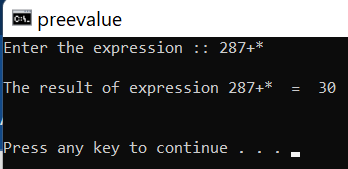 preevalue
Enter the expression :: 287+*
The result of expression 287+*  =  30
Press any key to continue . . .